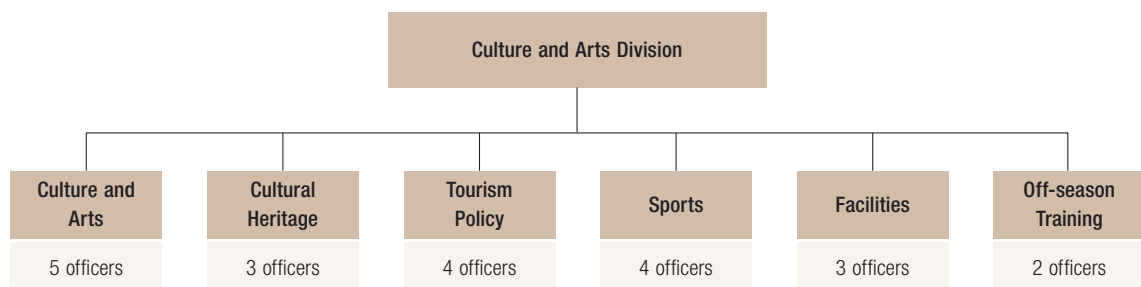 Culture and Arts Division
Culture and
Arts
Cultural
Heritage
Tourism
Policy
Sports
Facilities
Off-season
Training
5 officers
3 officers
4 officers
4 officers
3 officers
2 officers